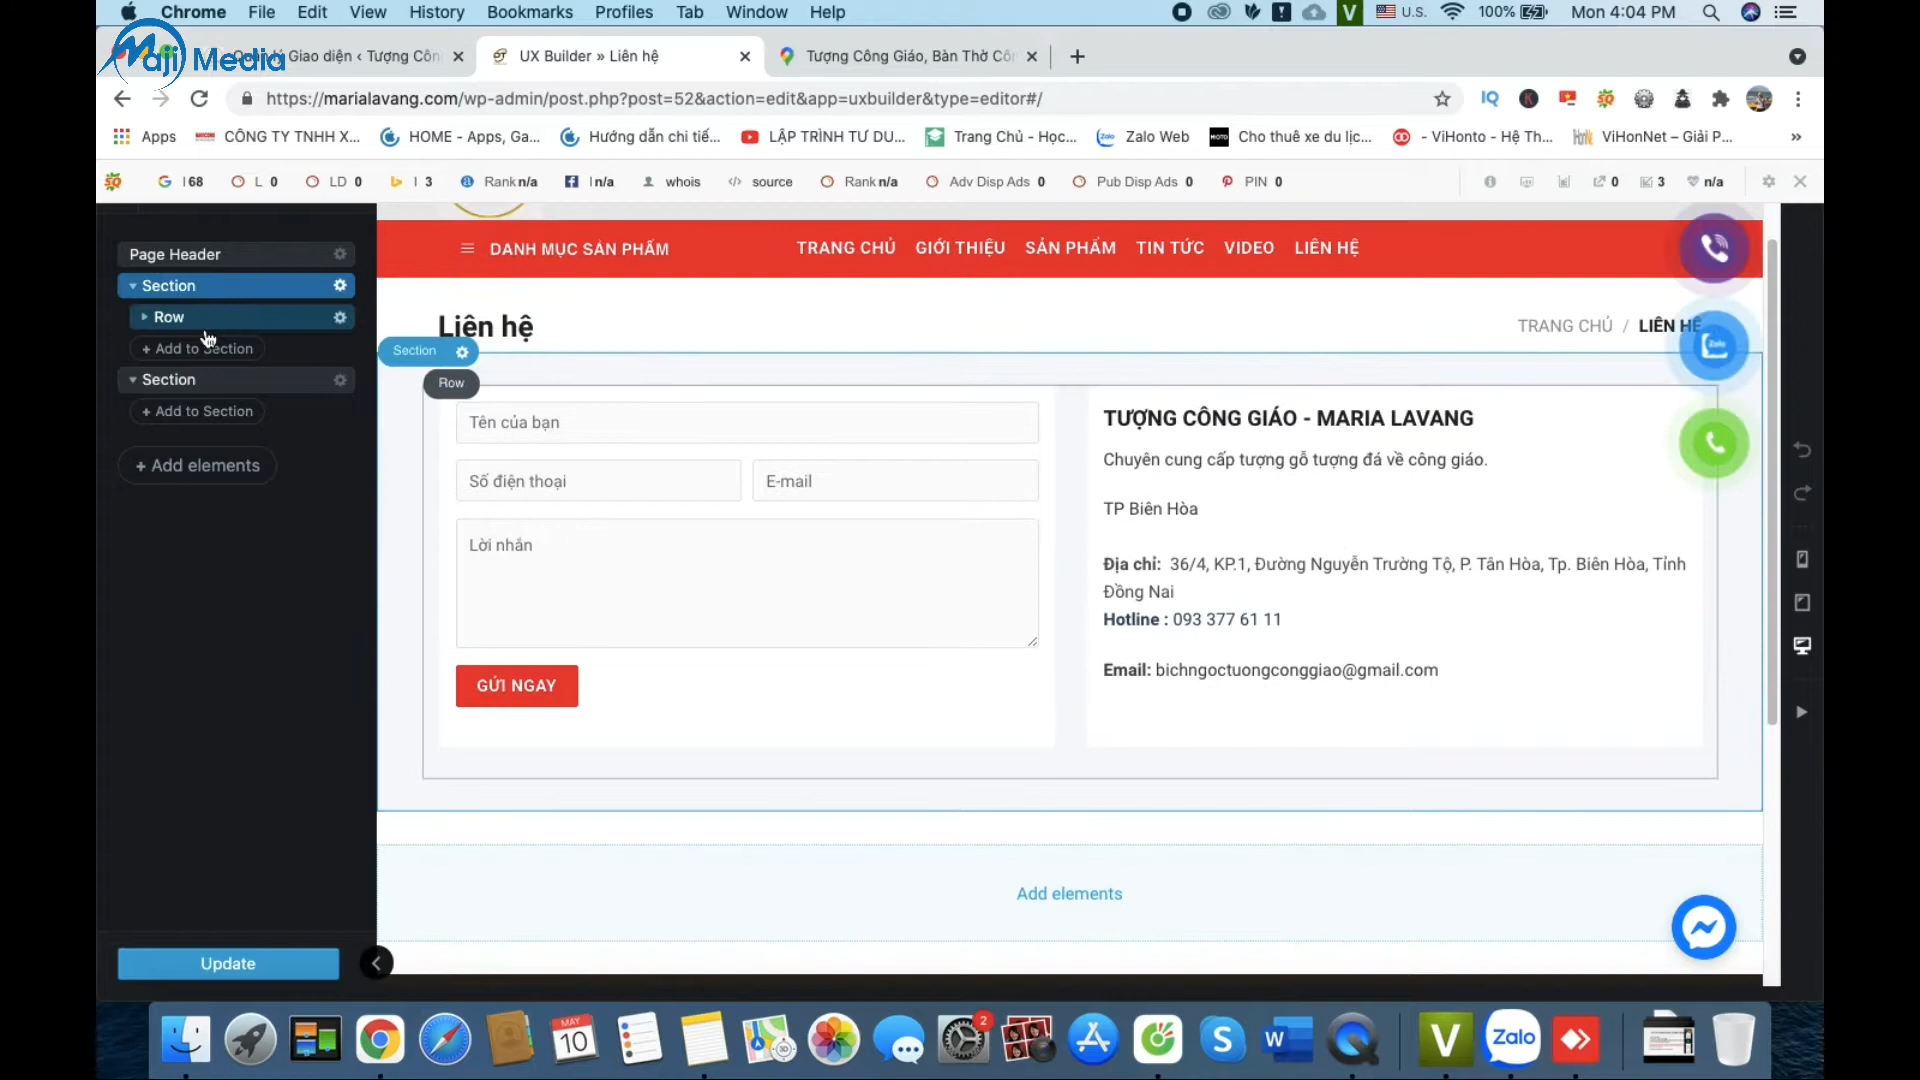 Chrome File Edit View History Bookmarks Profiles Tab Window Help V U.S. 100% Mon 4:04 PM
Maji Media
Quản lý Giao diện ‹ Tượng Côn UX Builder » Liên hệ Tượng Công Giáo, Bàn Thờ Côn
https://marialavang.com/wp-admin/post.php?post=52&action=edit&app=uxbuilder&type=editor#/
Apps CÔNG TY TNHH X... HOME - Apps, Ga... Hướng dẫn chi tiế... LẬP TRÌNH TƯ DU... Trang Chủ - Học... Zalo Web Cho thuê xe du lịc... - ViHonto - Hệ Th... ViHonNet – Giải P... »
I 68 L 0 LD 0 I 3 Rank n/a I n/a whois source Rank n/a Adv Disp Ads 0 Pub Disp Ads 0 PIN 0 0 3 n/a
Page Header
Section
Row
+ Add to Section
Section
+ Add to Section
+ Add elements
Update
DANH MỤC SẢN PHẨM TRANG CHỦ GIỚI THIỆU SẢN PHẨM TIN TỨC VIDEO LIÊN HỆ
Liên hệ
TRANG CHỦ / LIÊN HỆ
Section
Row
Tên của bạn
Số điện thoại E-mail
Lời nhắn
GỬI NGAY
TƯỢNG CÔNG GIÁO - MARIA LAVANG
Chuyên cung cấp tượng gỗ tượng đá về công giáo.
TP Biên Hòa
Địa chỉ: 36/4, KP.1, Đường Nguyễn Trường Tộ, P. Tân Hòa, Tp. Biên Hòa, Tỉnh
Đồng Nai
Hotline : 093 377 61 11
Email: bichngoctuongconggiao@gmail.com
Zalo
Add elements
MAY
10
2
V
Zalo